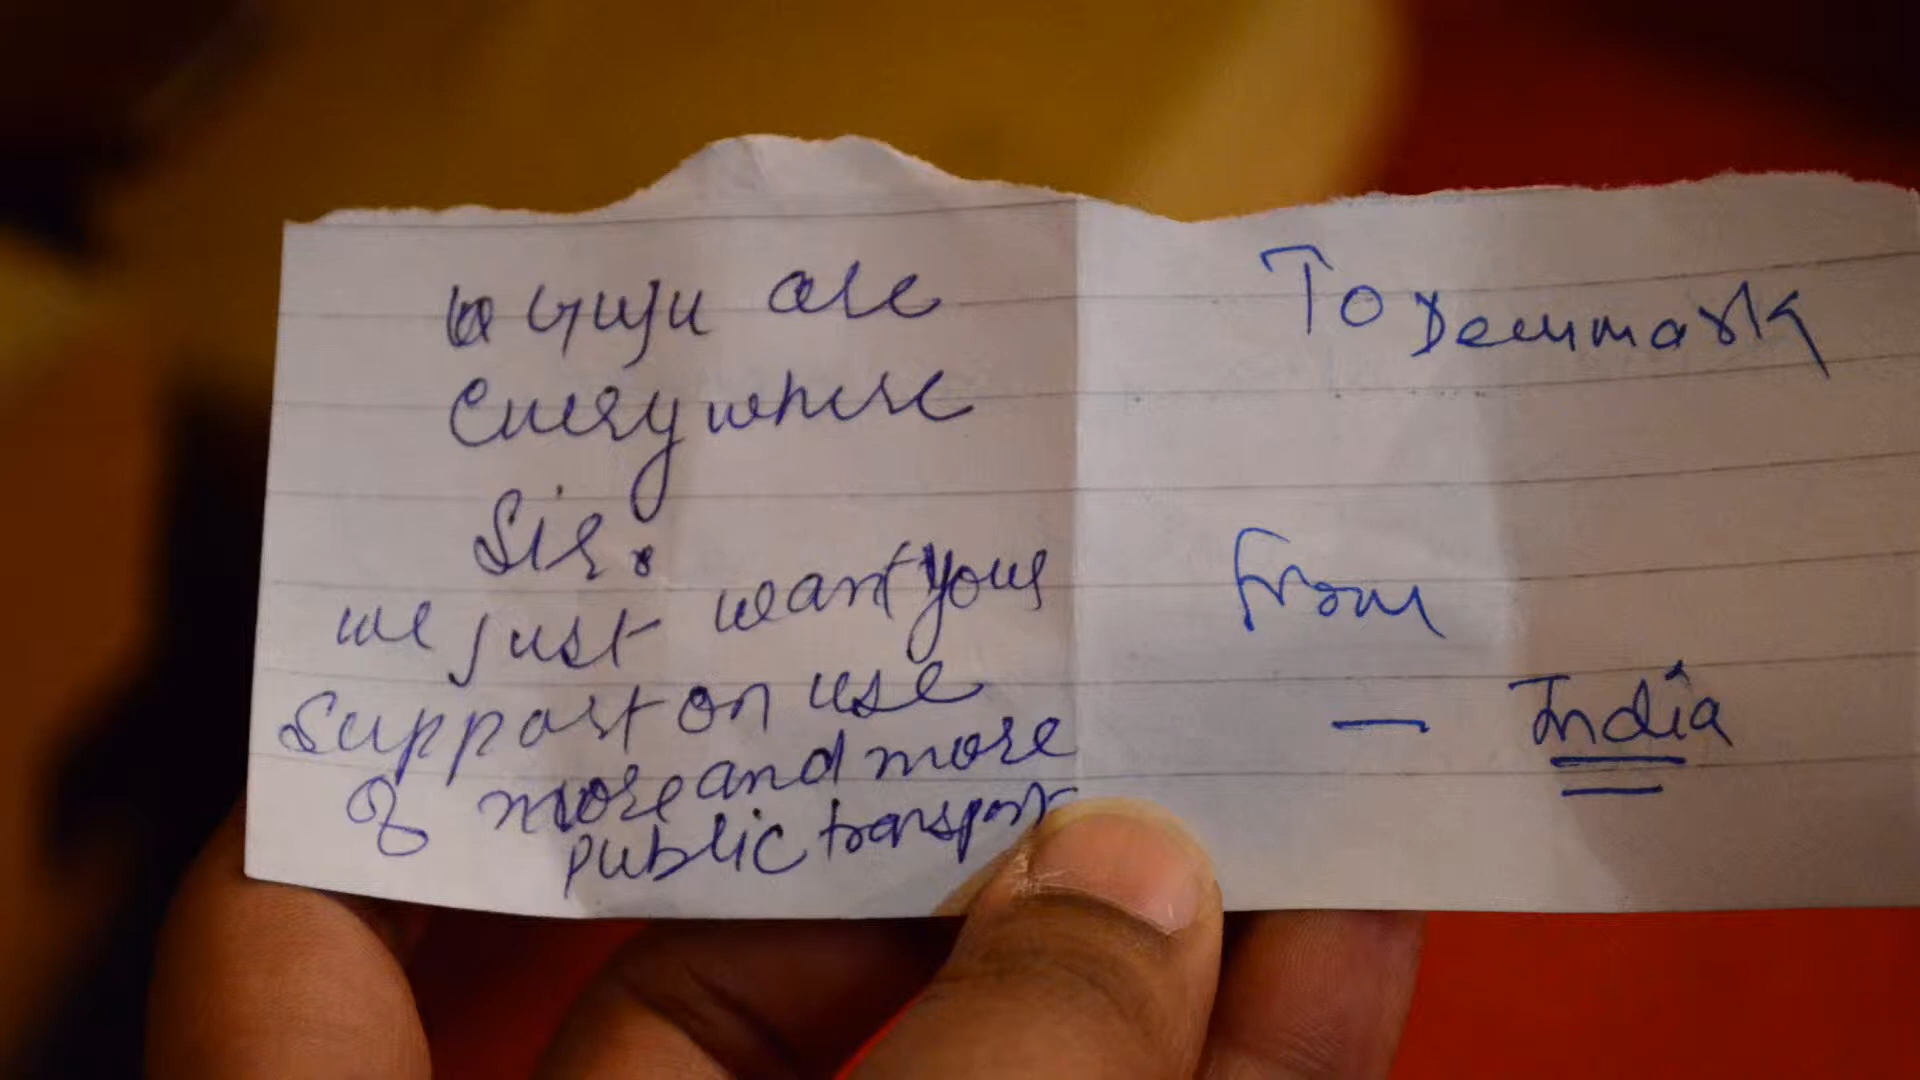 Guju are
everywhere
Sir.
we just want your
Support on use
of more and more
public transport
To Denmark
From
— India